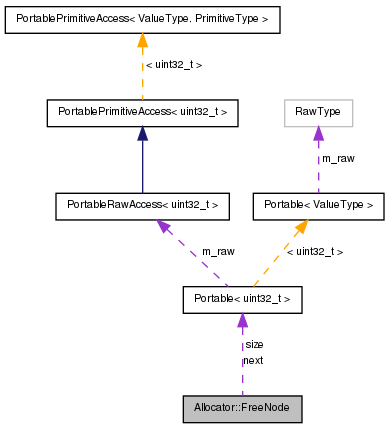 PortablePrimitiveAccess< ValueType, PrimitiveType >
< uint32_t >
PortablePrimitiveAccess< uint32_t >
RawType
m_raw
PortableRawAccess< uint32_t >
Portable< ValueType >
m_raw
< uint32_t >
Portable< uint32_t >
size
next
Allocator::FreeNode